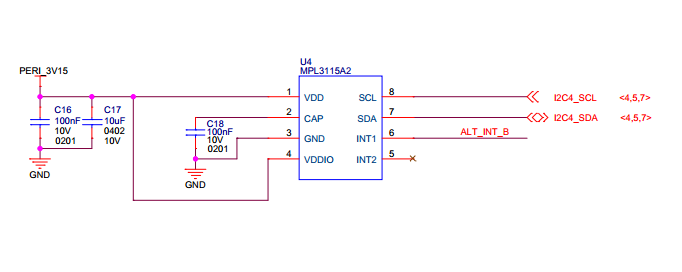 U4
MPL3115A2
PERI_3V15
1 VDD SCL 8 I2C4_SCL <4,5,7>
2 CAP SDA 7 I2C4_SDA <4,5,7>
3 GND INT1 6 ALT_INT_B
4 VDDIO INT2 5
C16
100nF
10V
0201
C17
10uF
0402
10V
C18
100nF
10V
0201
GND
GND